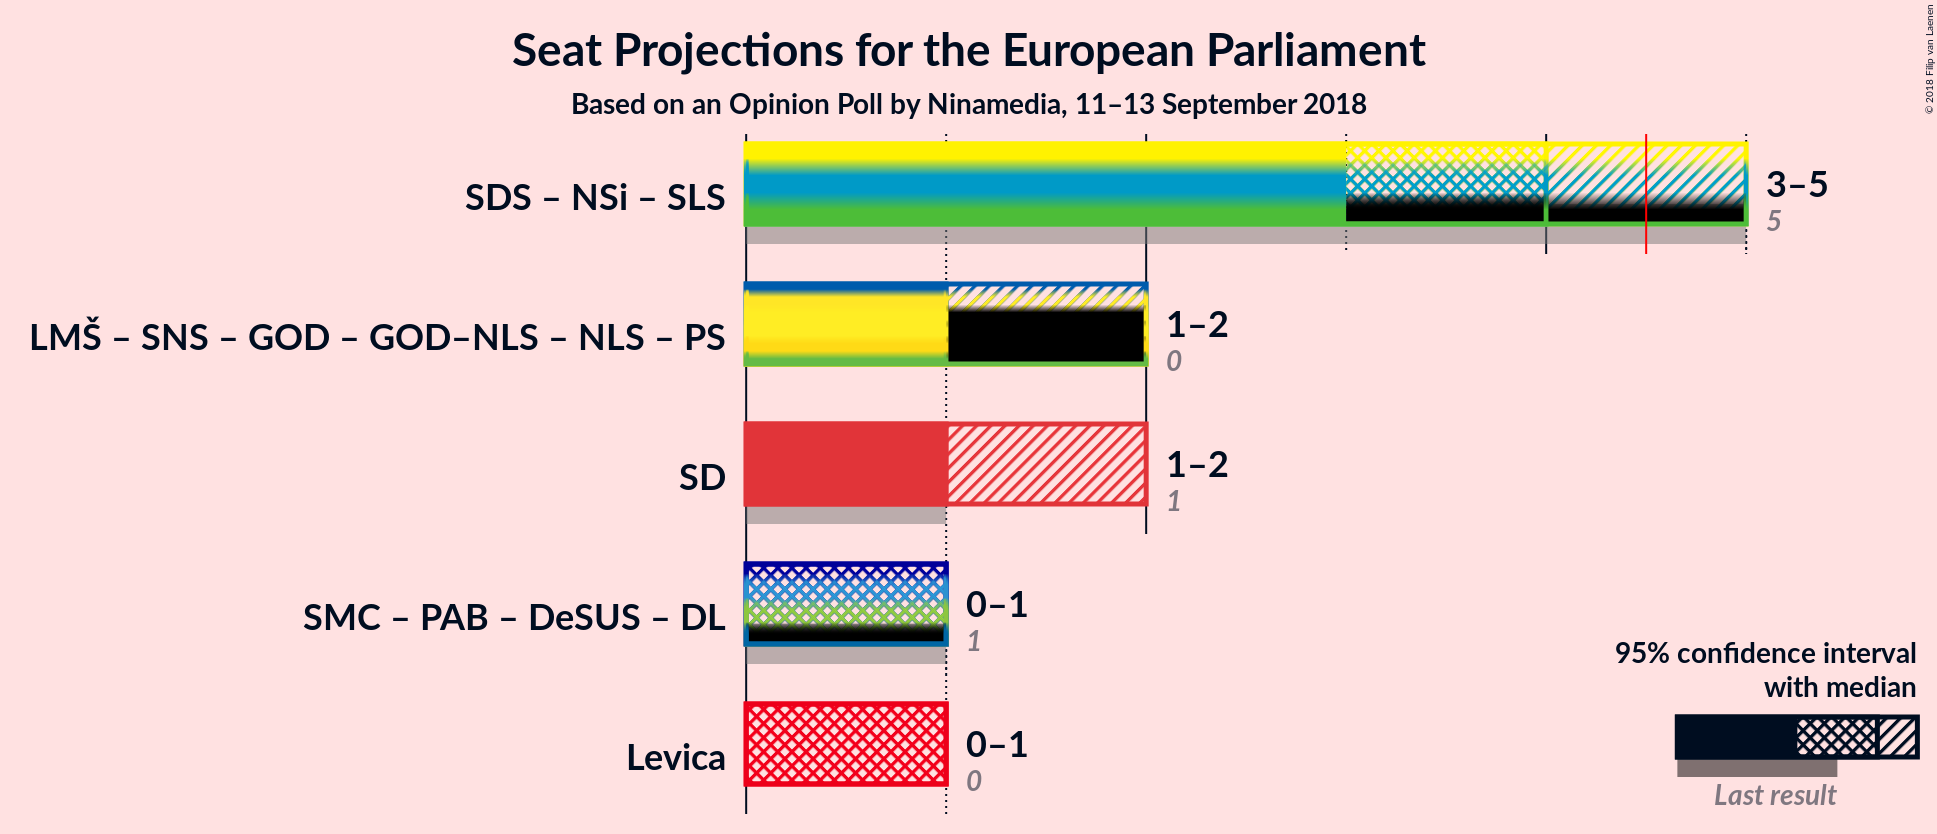 Seat Projections for the European Parliament
Based on an Opinion Poll by Ninamedia, 11–13 September 2018
© 2018 Filip van Laenen
SDS – NSi – SLS
3–5
5
LMŠ – SNS – GOD – GOD–NLS – NLS – PS
1–2
0
SD
1–2
1
SMC – PAB – DeSUS – DL
0–1
1
Levica
0–1
0
95% confidence interval
with median
Last result